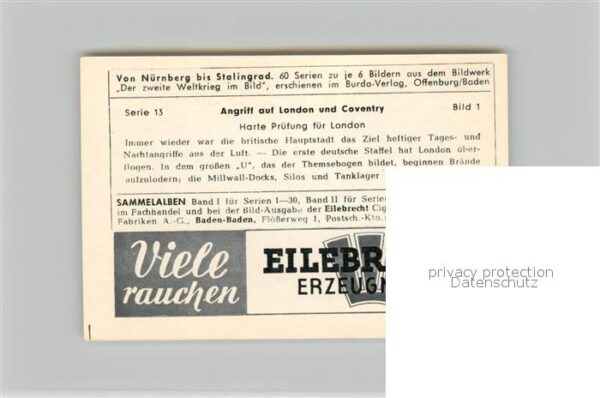 Von Nürnberg bis Stalingrad. 60 Serien zu je 6 Bildern aus dem Bildwerk
„Der zweite Weltkrieg im Bild", erschienen im Burda-Verlag, Offenburg/Baden
Serie 13 Angriff auf London und Coventry Bild 1
Harte Prüfung für London
Immer wieder war die britische Hauptstadt das Ziel heftiger Tages- und
Nachtangriffe aus der Luft. — Die erste deutsche Staffel hat London über-
flogen. In dem großen „U", das der Themsebogen bildet, beginnen Brände
aufzulodern; die Millwall-Docks, Silos und Tanklager
SAMMELALBEN Band I für Serien 1—30, Band II für Serien
im Fachhandel und bei der Bild-Ausgabe der Eilebrecht Cig
Fabriken A.-G., Baden-Baden, Flößerweg 1, Postsch.-Kto.:
Viele
rauchen
EILEBR
ERZEUGN
privacy protection
Datenschutz